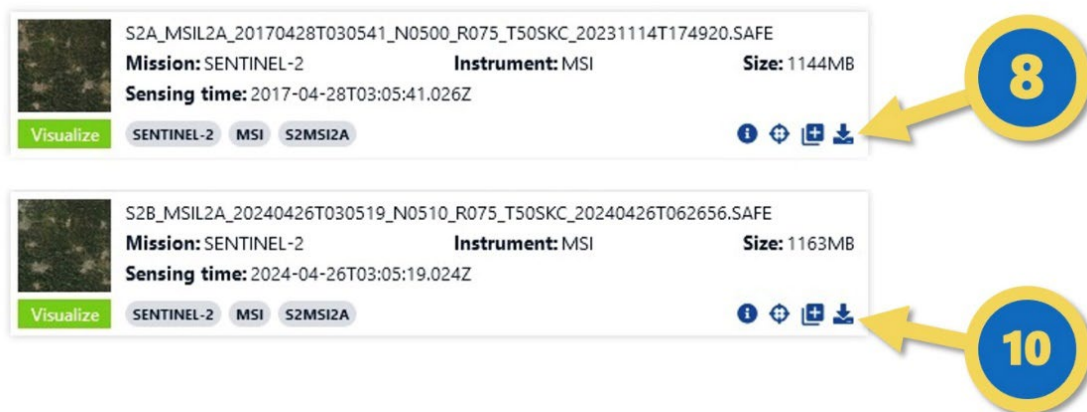 S2A_MSIL2A_20170428T030541_N0500_R075_T50SKC_20231114T174920.SAFE
Mission: SENTINEL-2 Instrument: MSI Size: 1144MB
Sensing time: 2017-04-28T03:05:41.026Z
Visualize SENTINEL-2 MSI S2MSI2A
8
S2B_MSIL2A_20240426T030519_N0510_R075_T50SKC_20240426T062656.SAFE
Mission: SENTINEL-2 Instrument: MSI Size: 1163MB
Sensing time: 2024-04-26T03:05:19.024Z
Visualize SENTINEL-2 MSI S2MSI2A
10